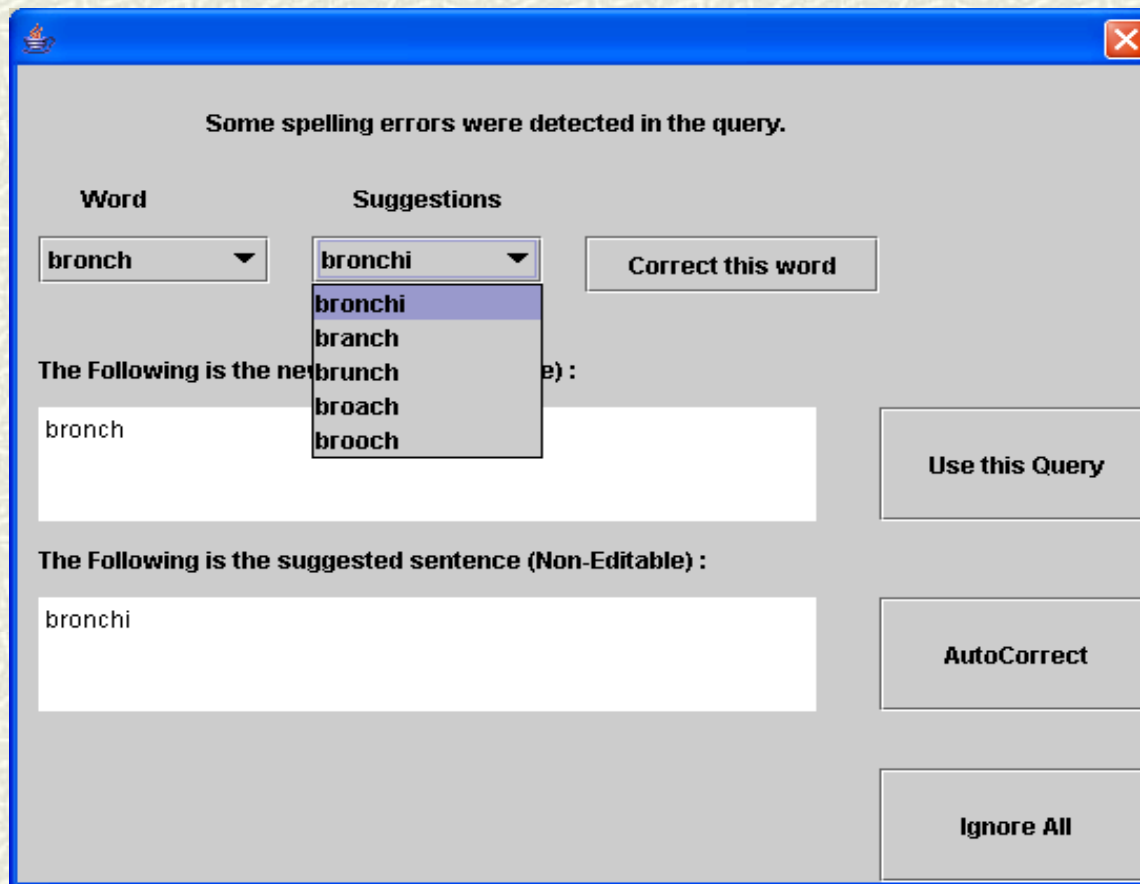 Some spelling errors were detected in the query.
Word Suggestions
bronch bronchi Correct this word
bronchi
branch
The Following is the ne brunch e) :
broach
bronch
brooch
Use this Query
The Following is the suggested sentence (Non-Editable) :
bronchi
AutoCorrect
Ignore All